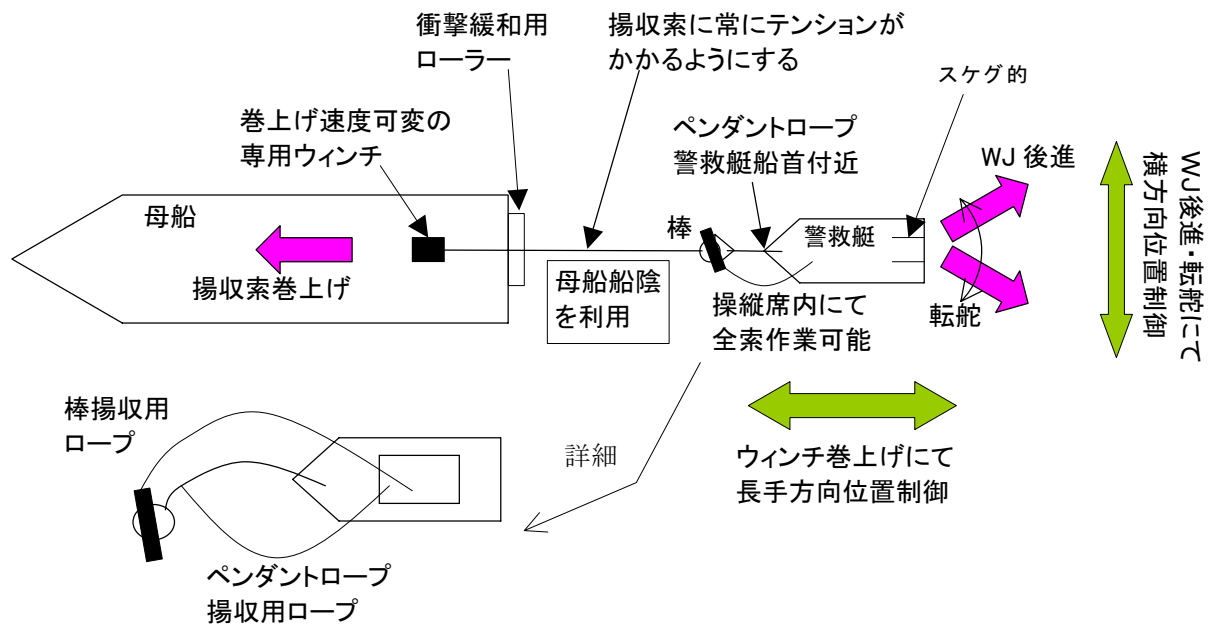 衝撃緩和用
ローラー
揚収索に常にテンションが
かかるようにする
スケグ的
巻上げ速度可変の
専用ウィンチ
ペンダントロープ
警救艇船首付近
WJ 後進
WJ後進・転舵にて
横方向位置制御
母船
棒
警救艇
揚収索巻上げ
母船船陰
を利用
操縦席内にて
全索作業可能
転舵
棒揚収用
ロープ
詳細
ウィンチ巻上げにて
長手方向位置制御
ペンダントロープ
揚収用ロープ